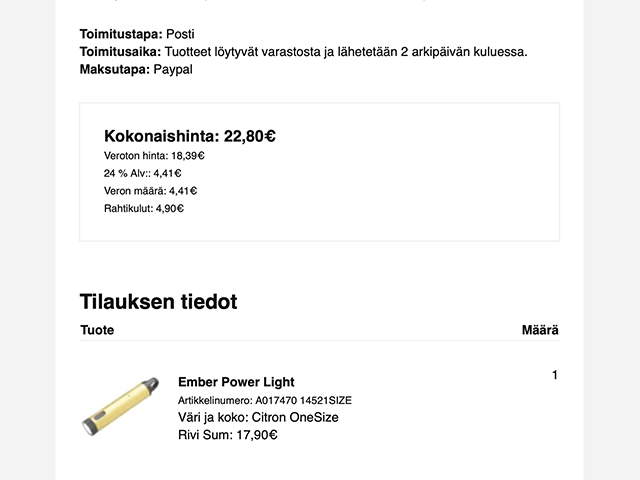 Toimitustapa: Posti
Toimitusaika: Tuotteet löytyvät varastosta ja lähetetään 2 arkipäivän kuluessa.
Maksutapa: Paypal
Kokonaishinta: 22,80€
Veroton hinta: 18,39€
24 % Alv:: 4,41€
Veron määrä: 4,41€
Rahtikulut: 4,90€
Tilauksen tiedot
Tuote Määrä
Ember Power Light 1
Artikkelinumero: A017470 14521SIZE
Väri ja koko: Citron OneSize
Rivi Sum: 17,90€